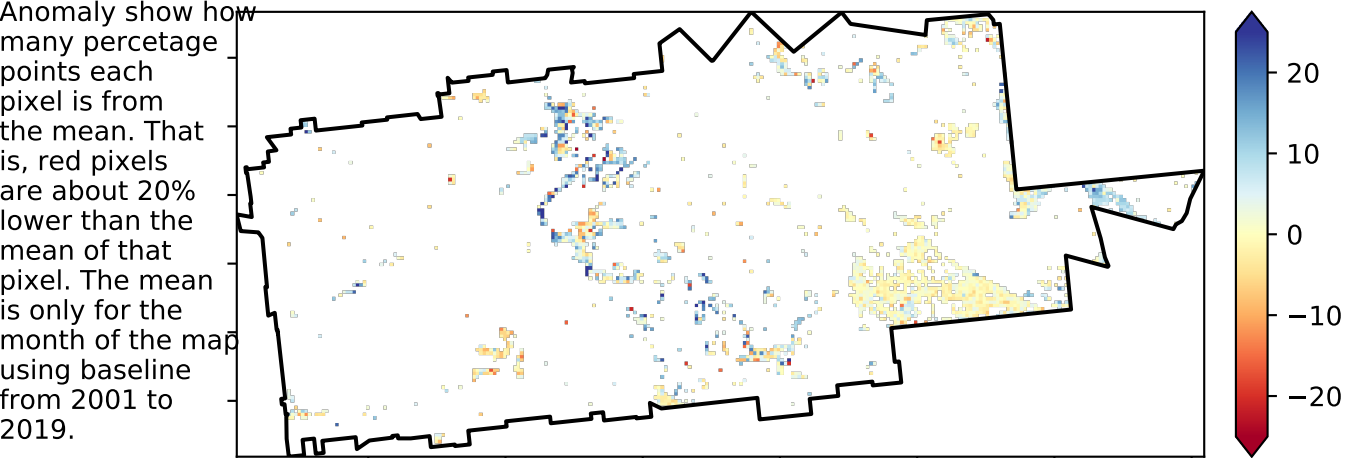 Anomaly show how
many percetage
points each
pixel is from
the mean. That
is, red pixels
are about 20%
lower than the
mean of that
pixel. The mean
is only for the
month of the map
using baseline
from 2001 to
2019.
20
10
0
−10
−20